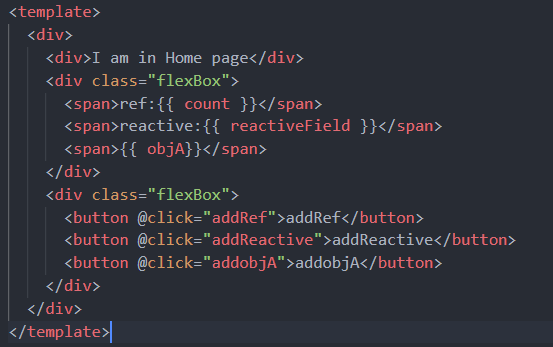 <template>
  <div>
    <div>I am in Home page</div>
    <div class="flexBox">
      <span>ref:{{ count }}</span>
      <span>reactive:{{ reactiveField }}</span>
      <span>{{ objA}}</span>
    </div>
    <div class="flexBox">
      <button @click="addRef">addRef</button>
      <button @click="addReactive">addReactive</button>
      <button @click="addobjA">addobjA</button>
    </div>
  </div>
</template>